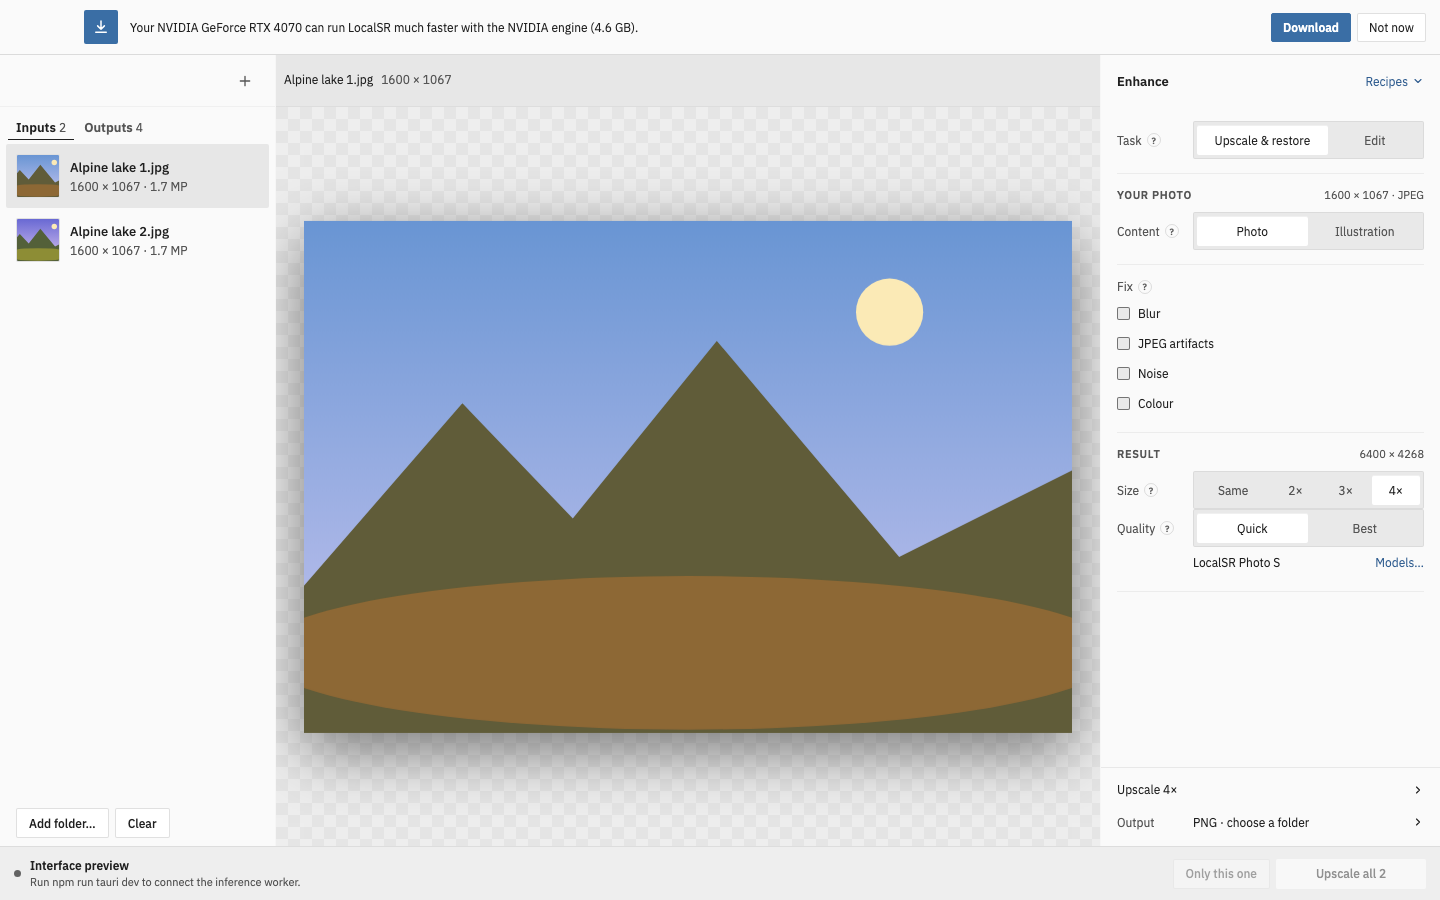 Your NVIDIA GeForce RTX 4070 can run LocalSR much faster with the NVIDIA engine (4.6 GB).
Download
Not now
Inputs 2
Outputs 4
Alpine lake 1.jpg
1600 × 1067 · 1.7 MP
Alpine lake 2.jpg
1600 × 1067 · 1.7 MP
Add folder...
Clear
Alpine lake 1.jpg 1600 × 1067
Enhance
Recipes
Task ?
Upscale & restore
Edit
YOUR PHOTO
1600 × 1067 · JPEG
Content ?
Photo
Illustration
Fix ?
Blur
JPEG artifacts
Noise
Colour
RESULT
6400 × 4268
Size ?
Same
2×
3×
4×
Quality ?
Quick
Best
LocalSR Photo S
Models...
Upscale 4×
Output
PNG · choose a folder
Interface preview
Run npm run tauri dev to connect the inference worker.
Only this one
Upscale all 2